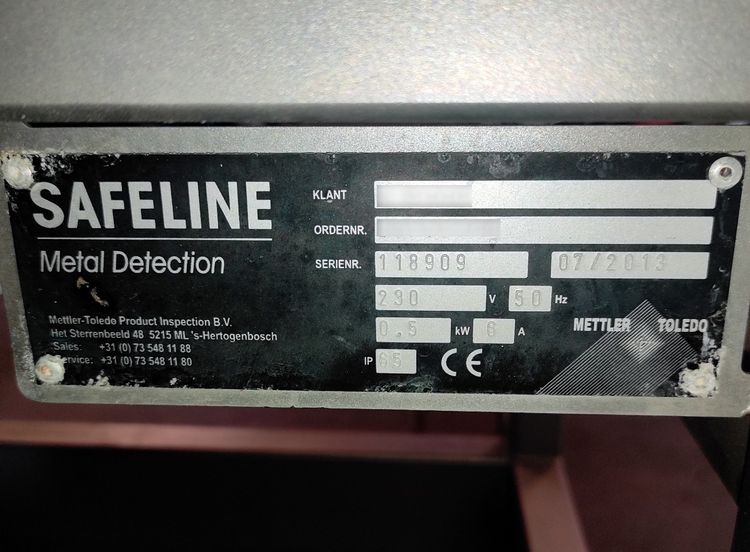 SAFELINE
Metal Detection
Mettler-Toledo Product Inspection B.V.
Het Sterrenbeeld 48 5215 ML 's-Hertogenbosch
Sales: +31 (0) 73 548 11 88
Service: +31 (0) 73 548 11 80
KLANT
ORDERNR.
SERIENR. 118909 07/2013
230 V 50 Hz
0,5 kW 6 A
IP 65 CE
METTLER TOLEDO